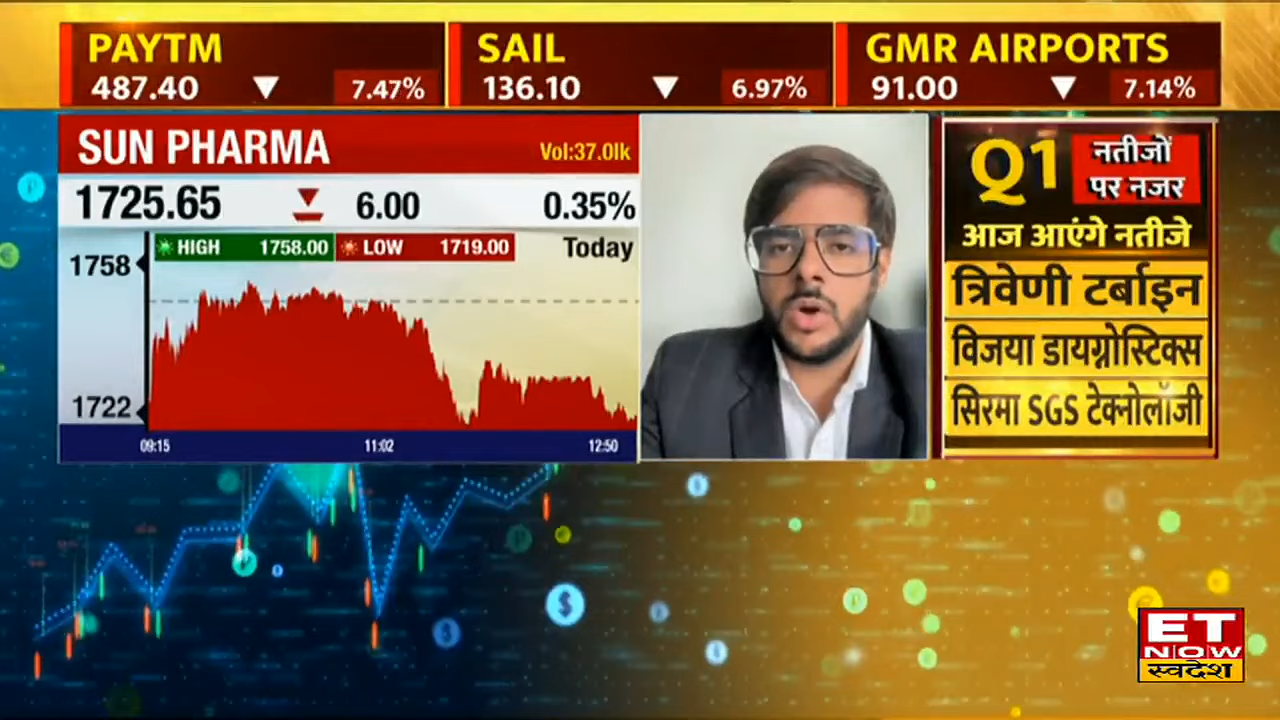 PAYTM
487.40 ▼ 7.47%
SAIL
136.10 ▼ 6.97%
GMR AIRPORTS
91.00 ▼ 7.14%
SUN PHARMA
Vol:37.0lk
1725.65 6.00 0.35%
HIGH 1758.00 LOW 1719.00 Today
1758
1722
09:15 11:02 12:50
Q1 नतीजों
पर नजर
आज आएंगे नतीजे
त्रिवेणी टर्बाइन
विजया डायग्नोस्टिक्स
सिरमा SGS टेक्नोलॉजी
ET
NOW
स्वदेश